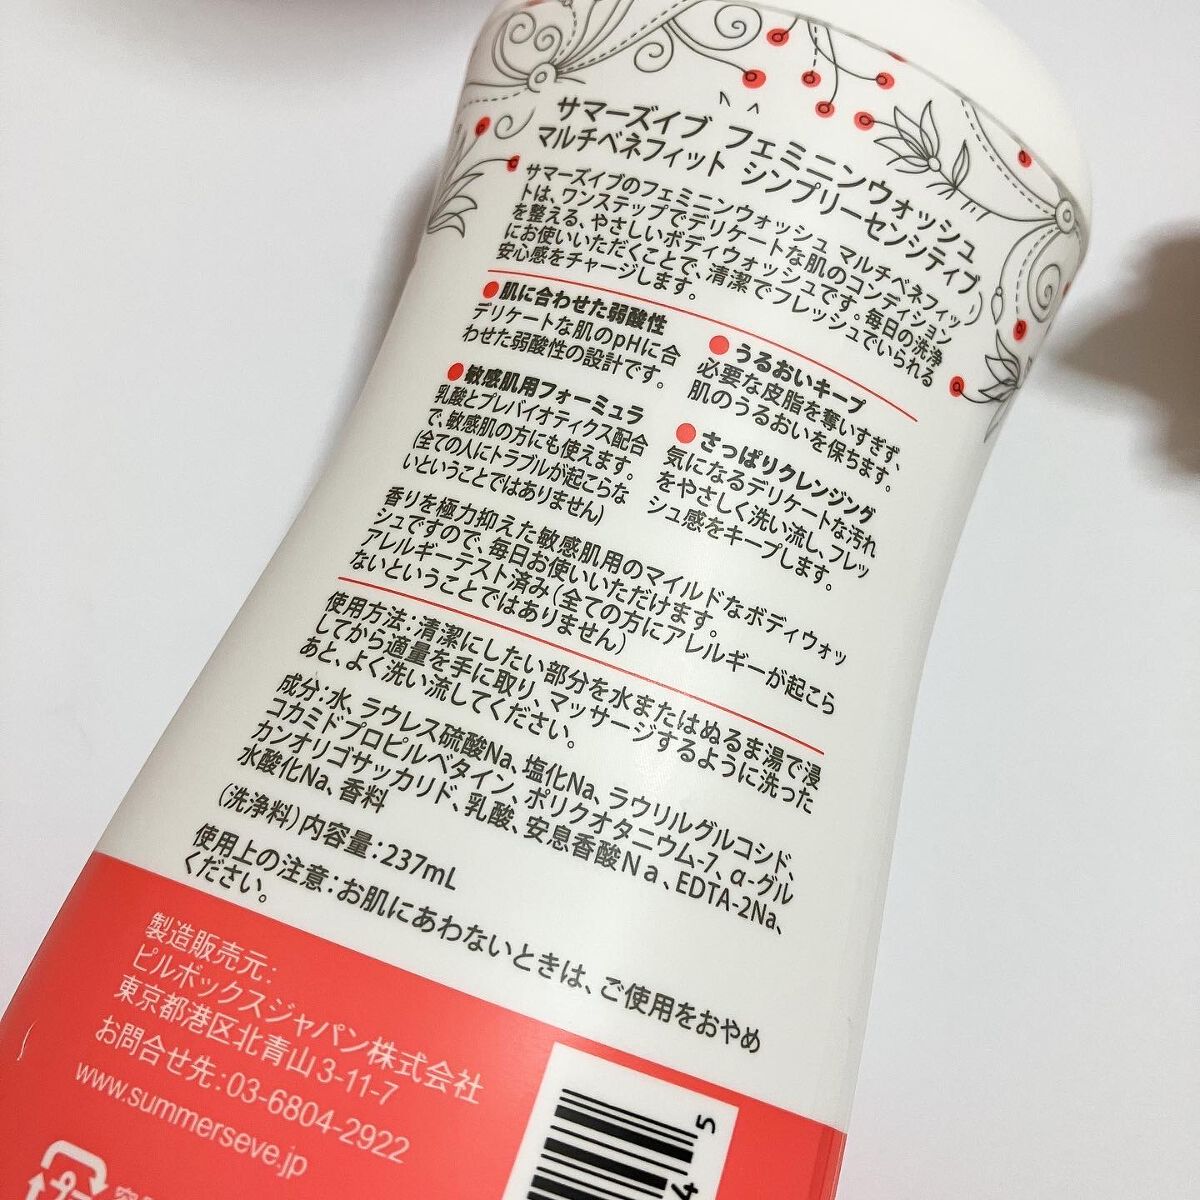 サマーズイブ フェミニンウォッシュ
マルチベネフィット シンプリーセンシティブ
サマーズイブのフェミニンウォッシュ マルチベネフィッ
トは、ワンステップでデリケートな肌のコンディション
を整える、やさしいボディウォッシュです。毎日の洗浄
にお使いいただくことで、清潔でフレッシュでいられる
安心感をチャージします。
●肌に合わせた弱酸性
デリケートな肌のpHに合
わせた弱酸性の設計です。
●うるおいキープ
必要な皮脂を奪いすぎず、
肌のうるおいを保ちます。
●敏感肌用フォーミュラ
乳酸とプレバイオティクス配合
で、敏感肌の方にも使えます。
(全ての人にトラブルが起こらな
いということではありません)
●さっぱりクレンジング
気になるデリケートな汚れ
をやさしく洗い流し、フレッ
シュ感をキープします。
香りを極力抑えた敏感肌用のマイルドなボディウォッ
シュですので、毎日お使いいただけます。
アレルギーテスト済み(全ての方にアレルギーが起こら
ないということではありません)
使用方法:清潔にしたい部分を水またはぬるま湯で浸
してから適量を手に取り、マッサージするように洗った
あと、よく洗い流してください。
成分:水、ラウレス硫酸Na、塩化Na、ラウリルグルコシド、
コカミドプロピルベタイン、ポリクオタニウム-7、α-グル
カンオリゴサッカリド、乳酸、安息香酸Na、EDTA-2Na、
水酸化Na、香料
(洗浄料)内容量:237mL
使用上の注意:お肌にあわないときは、ご使用をおやめ
ください。
製造販売元:
ピルボックスジャパン株式会社
東京都港区北青山3-11-7
お問合せ先:03-6804-2922
www.summerseve.jp
プ
5
4